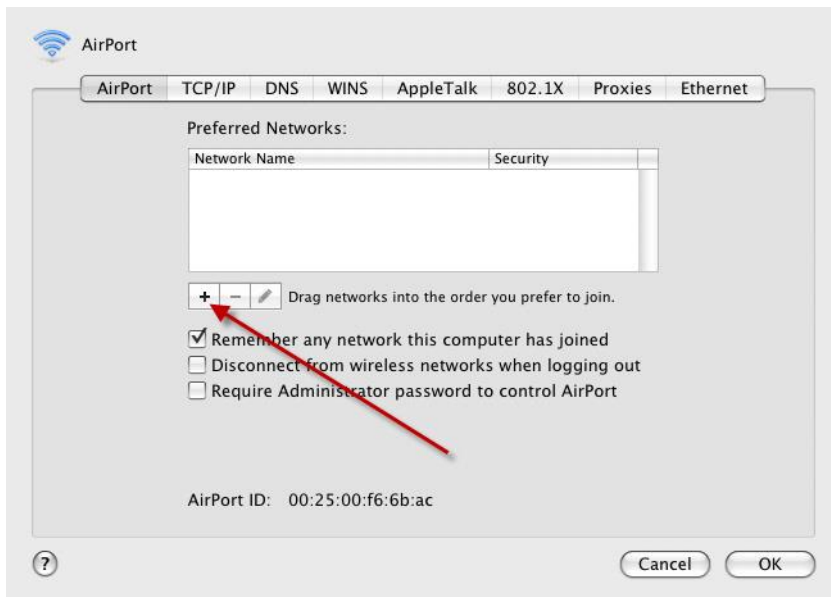 AirPort
AirPort TCP/IP DNS WINS AppleTalk 802.1X Proxies Ethernet
Preferred Networks:
Network Name Security
+ − Drag networks into the order you prefer to join.
Remember any network this computer has joined
Disconnect from wireless networks when logging out
Require Administrator password to control AirPort
AirPort ID: 00:25:00:f6:6b:ac
? Cancel OK